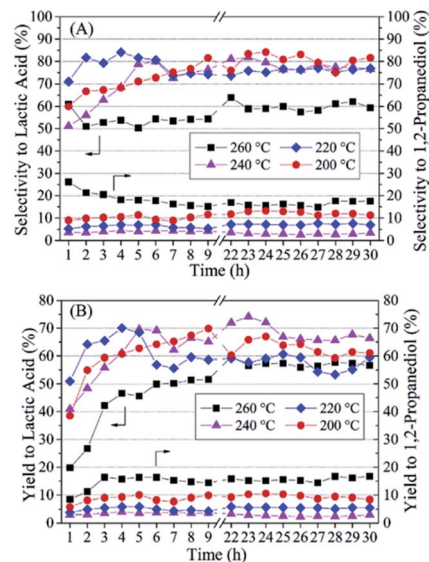 (A)
Selectivity to Lactic Acid (%)
100
90
80
70
60
50
40
30
20
10
0
260 °C
220 °C
240 °C
200 °C
100
90
80
70
60
50
40
30
20
10
0
Selectivity to 1,2-Propanediol (%)
1 2 3 4 5 6 7 8 9 22 23 24 25 26 27 28 29 30
Time (h)
(B)
Yield to Lactic Acid (%)
80
70
60
50
40
30
20
10
0
260 °C
220 °C
240 °C
200 °C
80
70
60
50
40
30
20
10
0
Yield to 1,2-Propanediol (%)
1 2 3 4 5 6 7 8 9 22 23 24 25 26 27 28 29 30
Time (h)